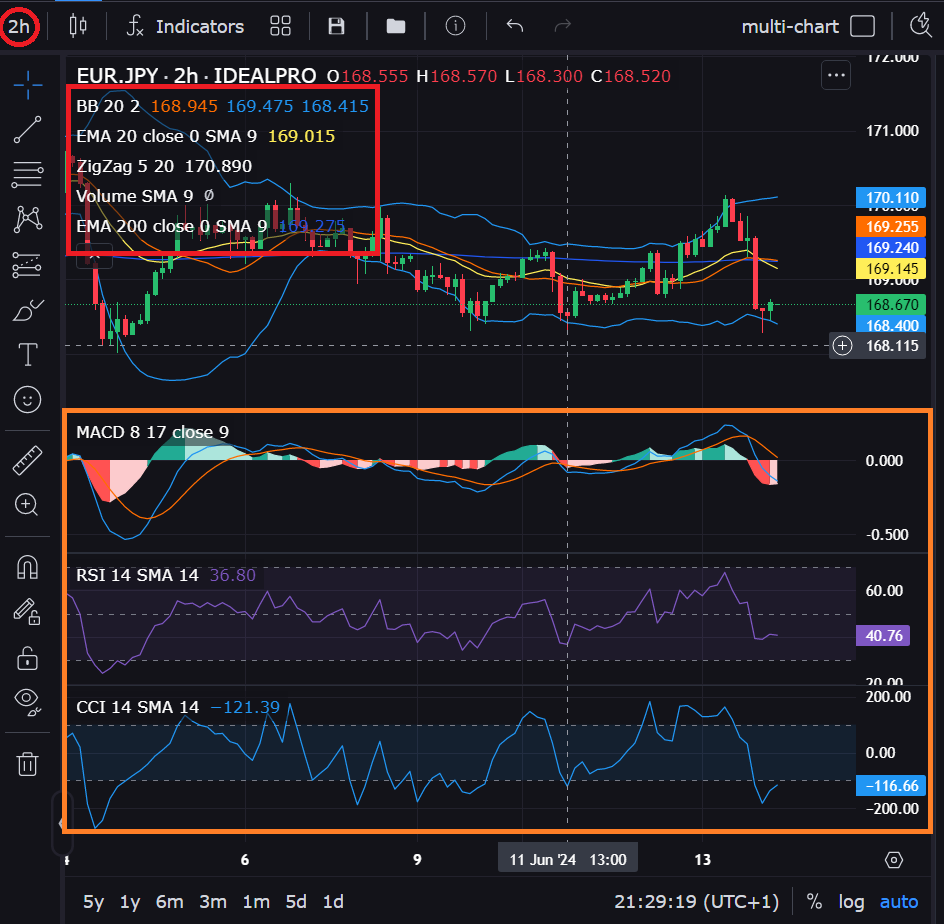 2h Indicators multi-chart
EUR.JPY · 2h · IDEALPRO O168.555 H168.570 L168.300 C168.520
BB 20 2 168.945 169.475 168.415
EMA 20 close 0 SMA 9 169.015
ZigZag 5 20 170.890
Volume SMA 9 Ø
EMA 200 close 0 SMA 9 169.275
172.000
171.000
170.110
169.255
169.240
169.145
169.000
168.670
168.400
168.115
MACD 8 17 close 9
0.000
-0.500
RSI 14 SMA 14 36.80
60.00
40.76
20.00
CCI 14 SMA 14 −121.39
200.00
0.00
−116.66
−200.00
4 6 9 11 Jun '24 13:00 13
5y 1y 6m 3m 1m 5d 1d 21:29:19 (UTC+1) % log auto